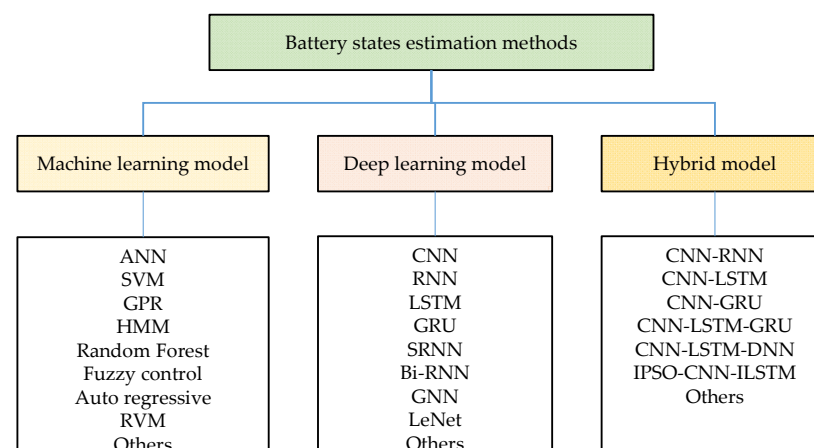 Battery states estimation methods
Machine learning model
Deep learning model
Hybrid model
ANN
SVM
GPR
HMM
Random Forest
Fuzzy control
Auto regressive
RVM
Others
CNN
RNN
LSTM
GRU
SRNN
Bi-RNN
GNN
LeNet
Others
CNN-RNN
CNN-LSTM
CNN-GRU
CNN-LSTM-GRU
CNN-LSTM-DNN
IPSO-CNN-ILSTM
Others